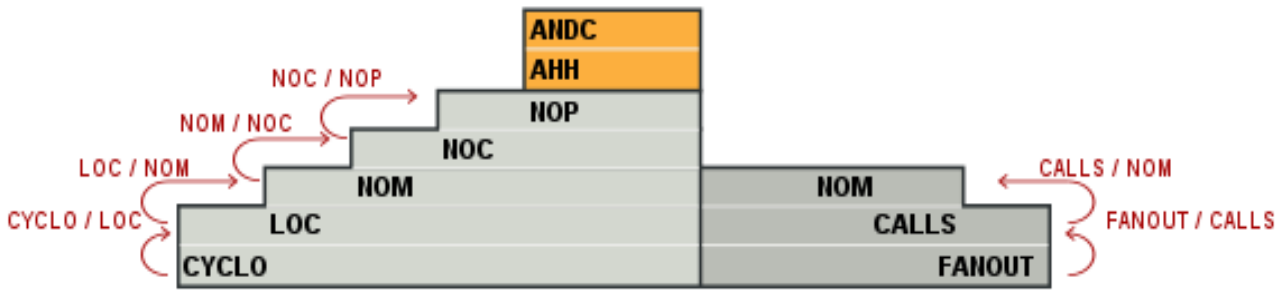 ANDC
AHH
NOC / NOP
NOP
NOM / NOC
NOC
LOC / NOM
NOM
NOM
CALLS / NOM
CYCLO / LOC
LOC
CALLS
FANOUT / CALLS
CYCLO
FANOUT